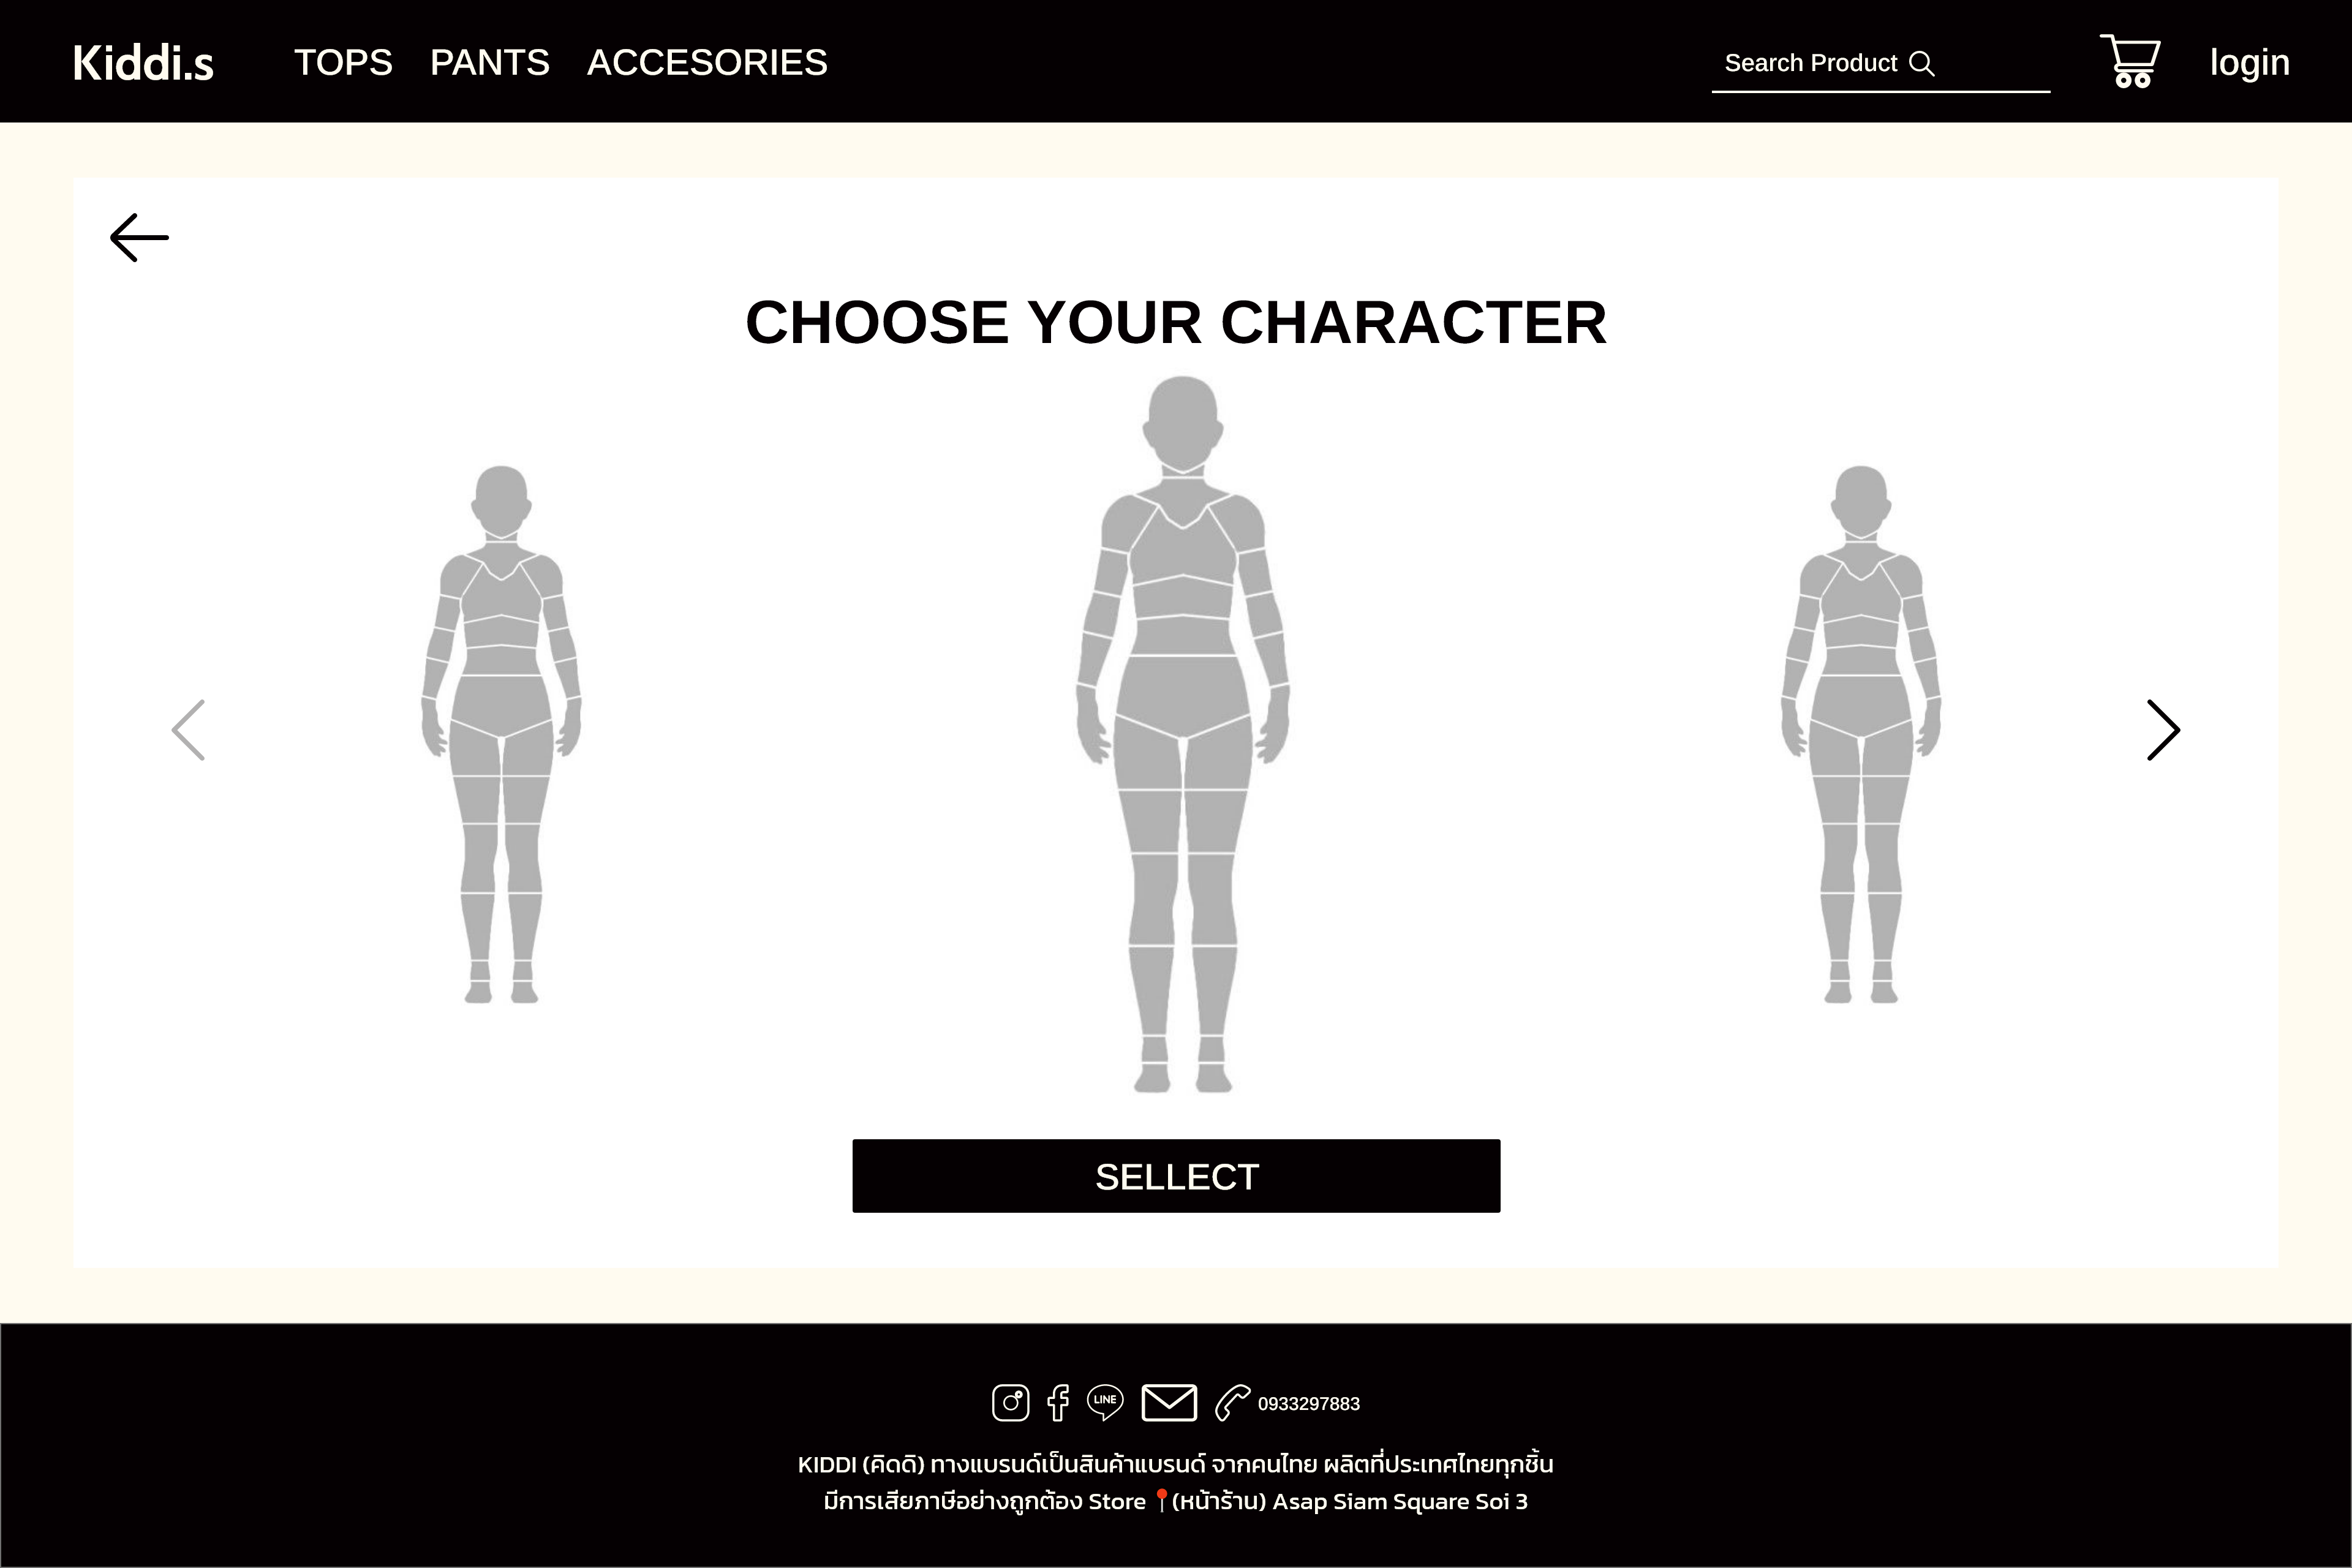 Kiddi.s TOPS PANTS ACCESORIES Search Product login
CHOOSE YOUR CHARACTER
SELLECT
LINE 0933297883
KIDDI (คิดดิ) ทางแบรนด์เป็นสินค้าแบรนด์ จากคนไทย ผลิตที่ประเทศไทยทุกชิ้น
มีการเสียภาษีอย่างถูกต้อง Store 📍(หน้าร้าน) Asap Siam Square Soi 3